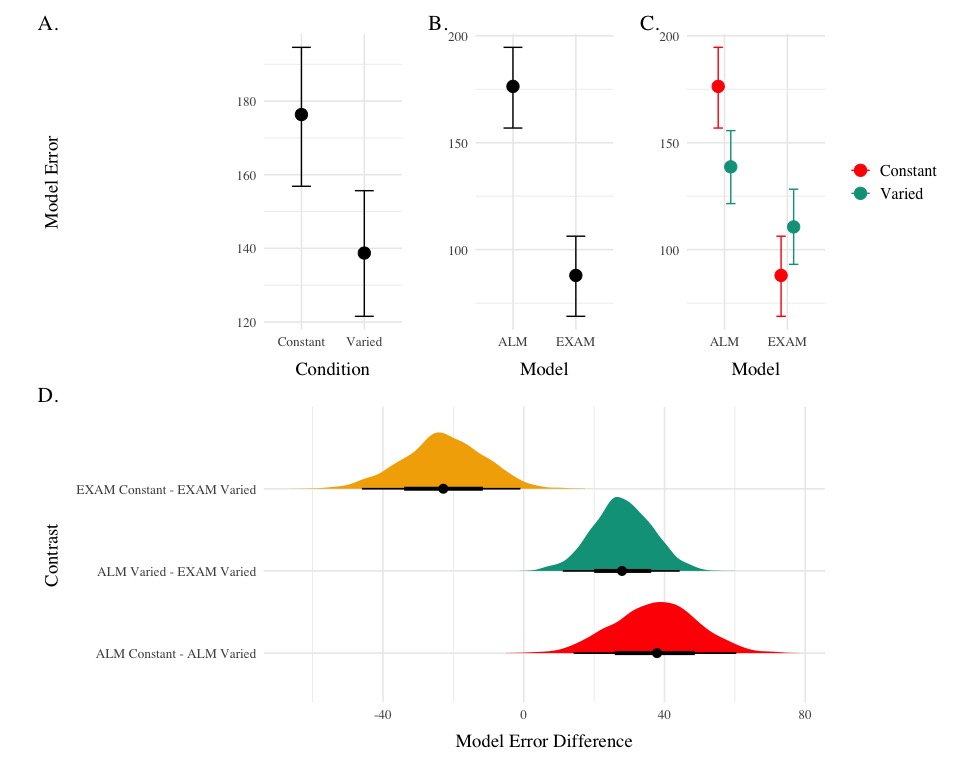 A.
Model Error
180
160
140
120
Constant Varied
Condition
B.
200
150
100
ALM EXAM
Model
C.
200
150
100
ALM EXAM
Model
Constant
Varied
D.
Contrast
EXAM Constant - EXAM Varied
ALM Varied - EXAM Varied
ALM Constant - ALM Varied
-40 0 40 80
Model Error Difference